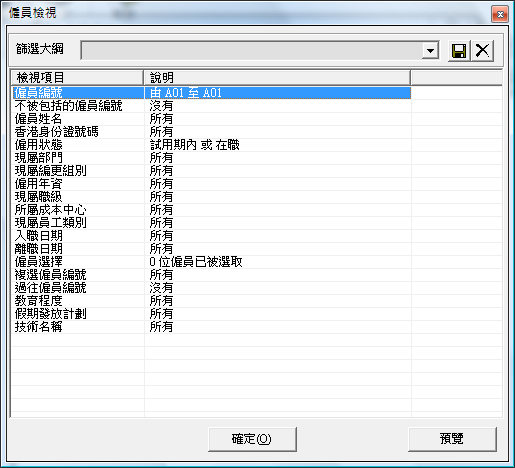 僱員檢視
篩選大綱
檢視項目 說明
僱員編號 由 A01 至 A01
不被包括的僱員編號 沒有
僱員姓名 所有
香港身份證號碼 所有
僱用狀態 試用期內 或 在職
現屬部門 所有
現屬編更組別 所有
僱用年資 所有
現屬職級 所有
所屬成本中心 所有
現屬員工類別 所有
入職日期 所有
離職日期 所有
僱員選擇 0 位僱員已被選取
複選僱員編號 所有
過往僱員編號 沒有
教育程度 所有
假期發放計劃 所有
技術名稱 所有
確定(O) 預覽